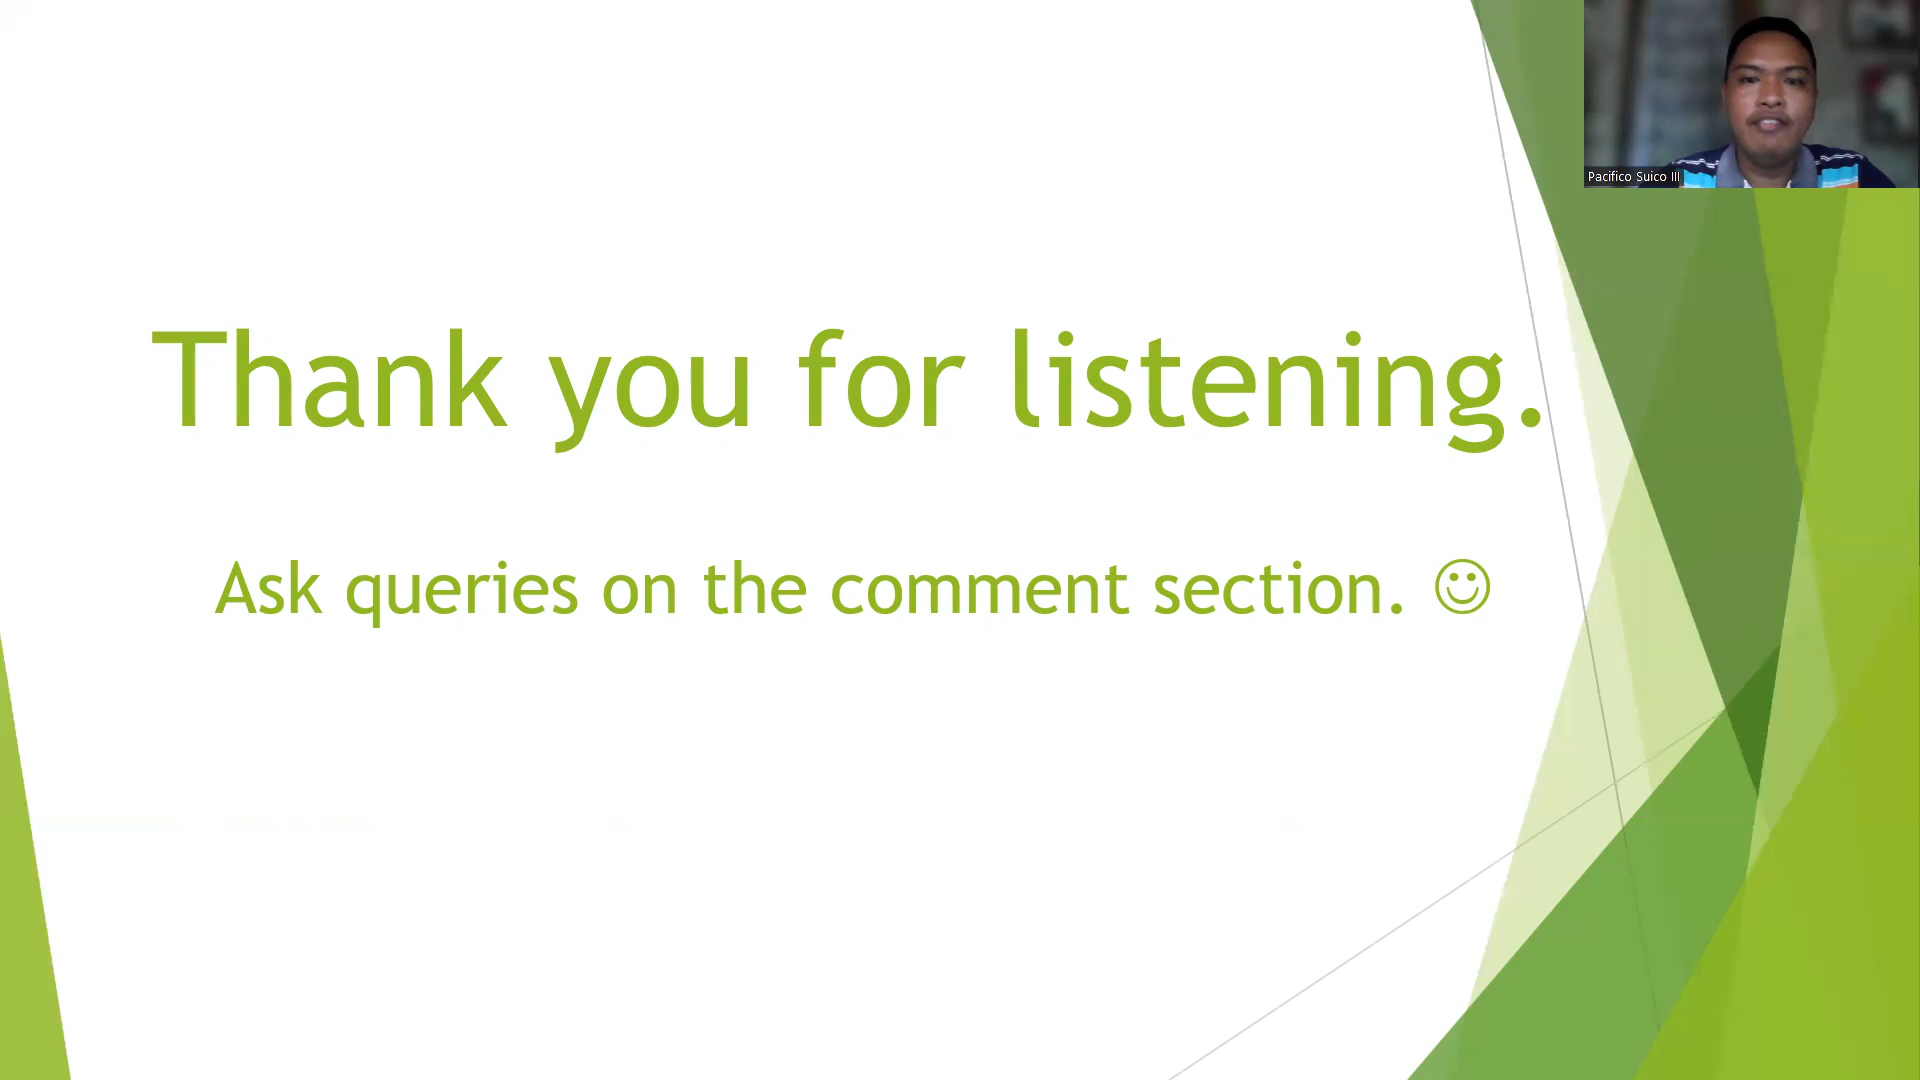 Pacifico Suico III
Thank you for listening.
Ask queries on the comment section. ☺